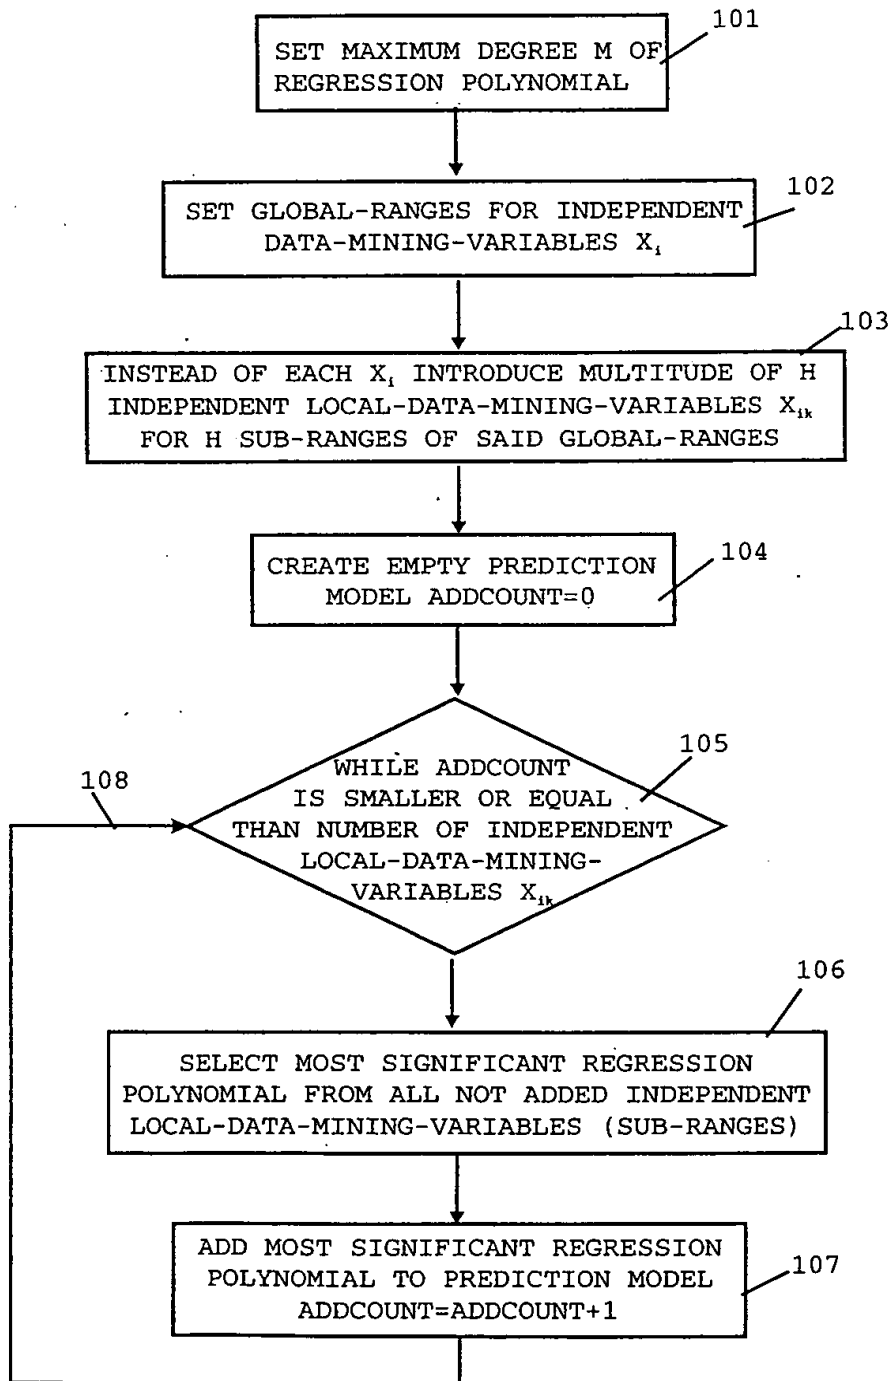 101
SET MAXIMUM DEGREE M OF
REGRESSION POLYNOMIAL
102
SET GLOBAL-RANGES FOR INDEPENDENT
DATA-MINING-VARIABLES Xi
103
INSTEAD OF EACH Xi INTRODUCE MULTITUDE OF H
INDEPENDENT LOCAL-DATA-MINING-VARIABLES Xik
FOR H SUB-RANGES OF SAID GLOBAL-RANGES
104
CREATE EMPTY PREDICTION
MODEL ADDCOUNT=0
105
108
WHILE ADDCOUNT
IS SMALLER OR EQUAL
THAN NUMBER OF INDEPENDENT
LOCAL-DATA-MINING-
VARIABLES Xik
106
SELECT MOST SIGNIFICANT REGRESSION
POLYNOMIAL FROM ALL NOT ADDED INDEPENDENT
LOCAL-DATA-MINING-VARIABLES (SUB-RANGES)
107
ADD MOST SIGNIFICANT REGRESSION
POLYNOMIAL TO PREDICTION MODEL
ADDCOUNT=ADDCOUNT+1